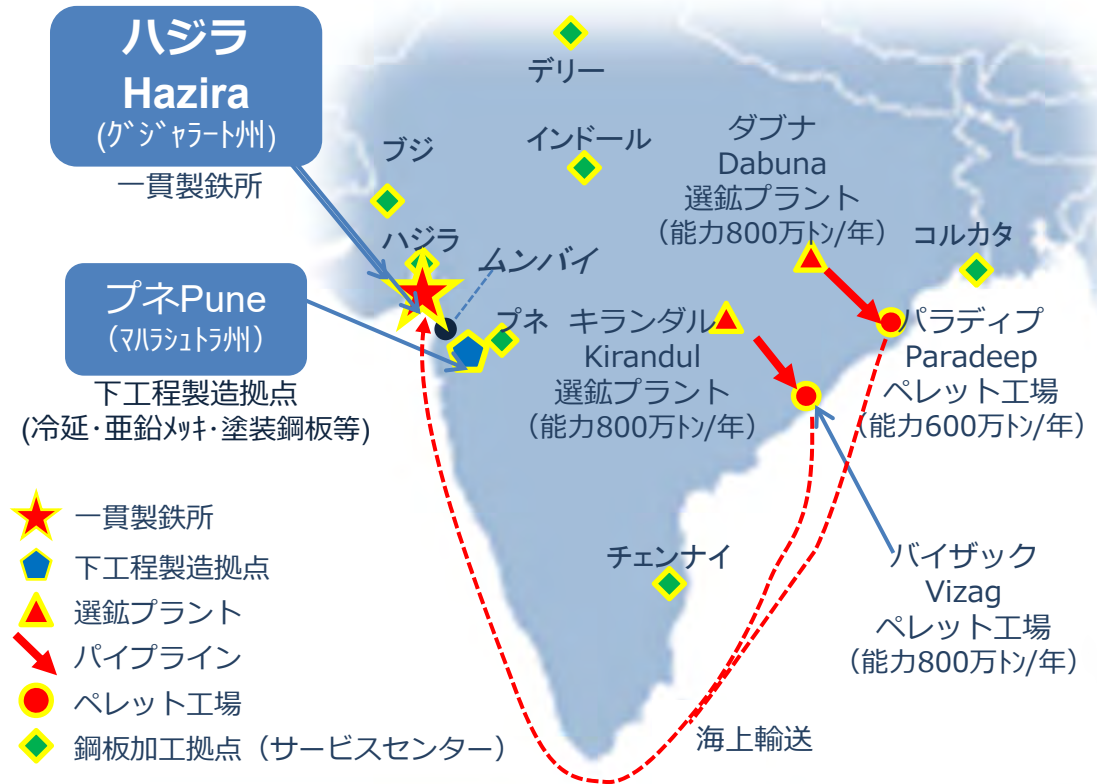 ハジラ
Hazira
(ｸﾞｼﾞｬﾗｰﾄ州)
一貫製鉄所
デリー
ブジ
インドール
ダブナ
Dabuna
選鉱プラント
(能力800万ﾄﾝ/年)
コルカタ
ハジラ
ムンバイ
プネPune
(ﾏﾊﾗｼｭﾄﾗ州)
下工程製造拠点
(冷延･亜鉛ﾒｯｷ･塗装鋼板等)
プネ
キランダル
Kirandul
選鉱プラント
(能力800万ﾄﾝ/年)
パラディプ
Paradeep
ペレット工場
(能力600万ﾄﾝ/年)
チェンナイ
バイザック
Vizag
ペレット工場
(能力800万ﾄﾝ/年)
海上輸送
一貫製鉄所
下工程製造拠点
選鉱プラント
パイプライン
ペレット工場
鋼板加工拠点（サービスセンター）